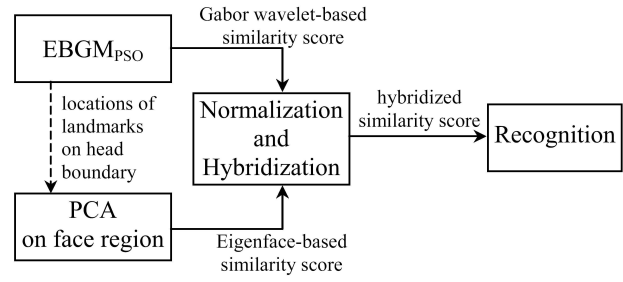 Gabor wavelet-based
similarity score
EBGMPSO
locations of
landmarks
on head
boundary
Normalization
and
Hybridization
hybridized
similarity score
Recognition
PCA
on face region
Eigenface-based
similarity score